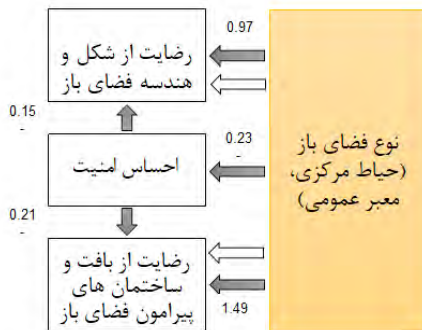 0.97
رضایت از شکل و
هندسه فضای باز
0.15
-
0.23
-
احساس امنیت
نوع فضای باز
(حیاط مرکزی،
معبر عمومی)
0.21
-
رضایت از بافت و
ساختمان های
پیرامون فضای باز
1.49